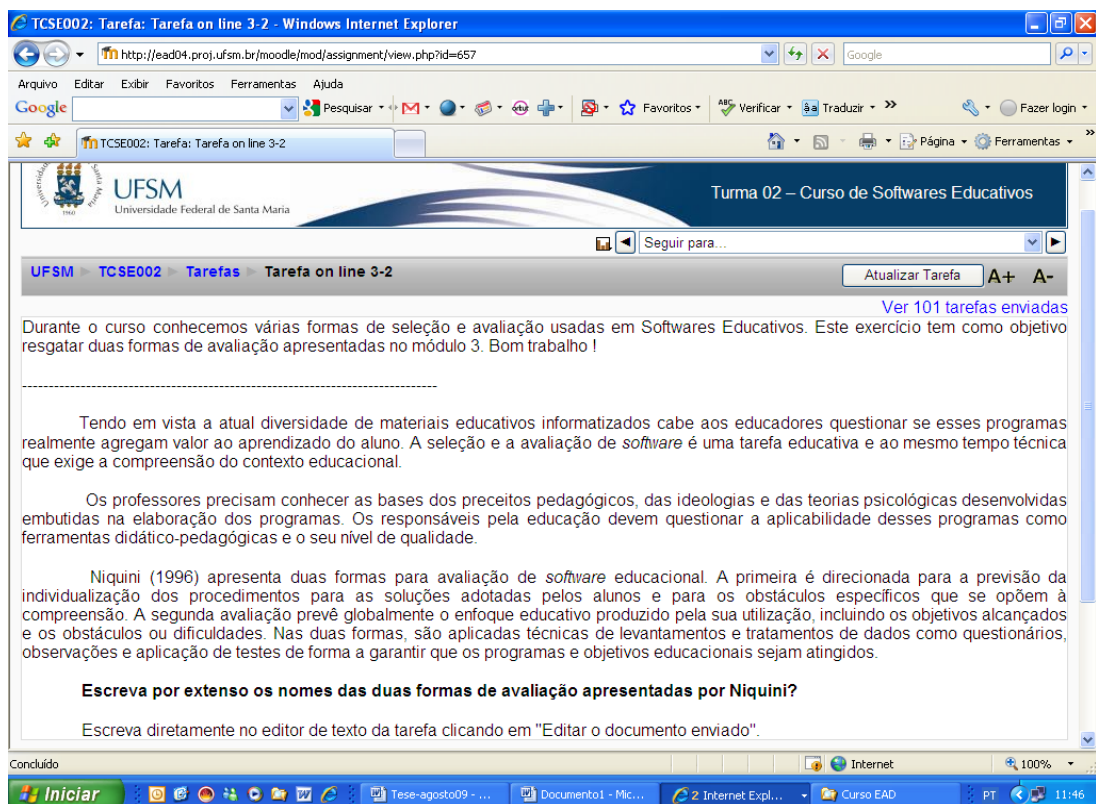 TCSE002: Tarefa: Tarefa on line 3-2 - Windows Internet Explorer
http://ead04.proj.ufsm.br/moodle/mod/assignment/view.php?id=657
Google
Arquivo Editar Exibir Favoritos Ferramentas Ajuda
Google Pesquisar Favoritos ABC Verificar Traduzir Fazer login
TCSE002: Tarefa: Tarefa on line 3-2 Página Ferramentas
UFSM
Universidade Federal de Santa Maria
1960
Turma 02 – Curso de Softwares Educativos
Seguir para...
UFSM TCSE002 Tarefas Tarefa on line 3-2 Atualizar Tarefa A+ A-
Ver 101 tarefas enviadas
Durante o curso conhecemos várias formas de seleção e avaliação usadas em Softwares Educativos. Este exercício tem como objetivo
resgatar duas formas de avaliação apresentadas no módulo 3. Bom trabalho !
-------------------------------------------------------------------------------
Tendo em vista a atual diversidade de materiais educativos informatizados cabe aos educadores questionar se esses programas
realmente agregam valor ao aprendizado do aluno. A seleção e a avaliação de software é uma tarefa educativa e ao mesmo tempo técnica
que exige a compreensão do contexto educacional.
Os professores precisam conhecer as bases dos preceitos pedagógicos, das ideologias e das teorias psicológicas desenvolvidas
embutidas na elaboração dos programas. Os responsáveis pela educação devem questionar a aplicabilidade desses programas como
ferramentas didático-pedagógicas e o seu nível de qualidade.
Niquini (1996) apresenta duas formas para avaliação de software educacional. A primeira é direcionada para a previsão da
individualização dos procedimentos para as soluções adotadas pelos alunos e para os obstáculos específicos que se opõem à
compreensão. A segunda avaliação prevê globalmente o enfoque educativo produzido pela sua utilização, incluindo os objetivos alcançados
e os obstáculos ou dificuldades. Nas duas formas, são aplicadas técnicas de levantamentos e tratamentos de dados como questionários,
observações e aplicação de testes de forma a garantir que os programas e objetivos educacionais sejam atingidos.
Escreva por extenso os nomes das duas formas de avaliação apresentadas por Niquini?
Escreva diretamente no editor de texto da tarefa clicando em "Editar o documento enviado".
Concluído Internet 100%
Iniciar Tese-agosto09 - ... Documento1 - Mic... 2 Internet Expl... Curso EAD PT 11:46